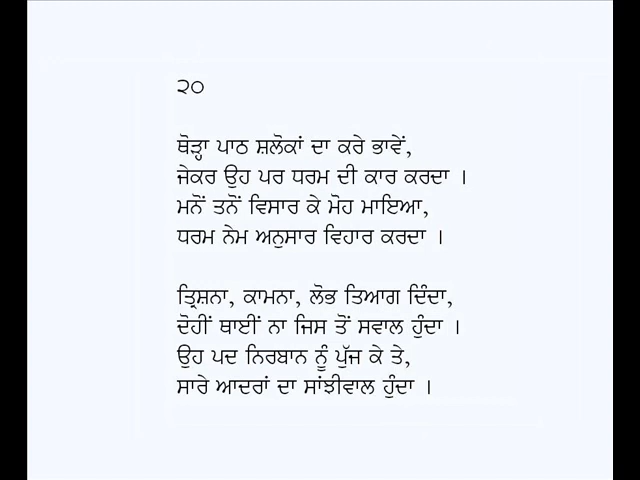 ੨੦
ਥੋੜ੍ਹਾ ਪਾਠ ਸ਼ਲੋਕਾਂ ਦਾ ਕਰੇ ਭਾਵੇਂ,
ਜੇਕਰ ਉਹ ਪਰ ਧਰਮ ਦੀ ਕਾਰ ਕਰਦਾ ।
ਮਨੋਂ ਤਨੋਂ ਵਿਸਾਰ ਕੇ ਮੋਹ ਮਾਇਆ,
ਧਰਮ ਨੇਮ ਅਨੁਸਾਰ ਵਿਹਾਰ ਕਰਦਾ ।
ਤ੍ਰਿਸ਼ਨਾ, ਕਾਮਨਾ, ਲੋਭ ਤਿਆਗ ਦਿੰਦਾ,
ਦੋਹੀਂ ਥਾਈਂ ਨਾ ਜਿਸ ਤੋਂ ਸਵਾਲ ਹੁੰਦਾ ।
ਉਹ ਪਦ ਨਿਰਬਾਨ ਨੂੰ ਪੁੱਜ ਕੇ ਤੇ,
ਸਾਰੇ ਆਦਰਾਂ ਦਾ ਸਾਂਝੀਵਾਲ ਹੁੰਦਾ ।